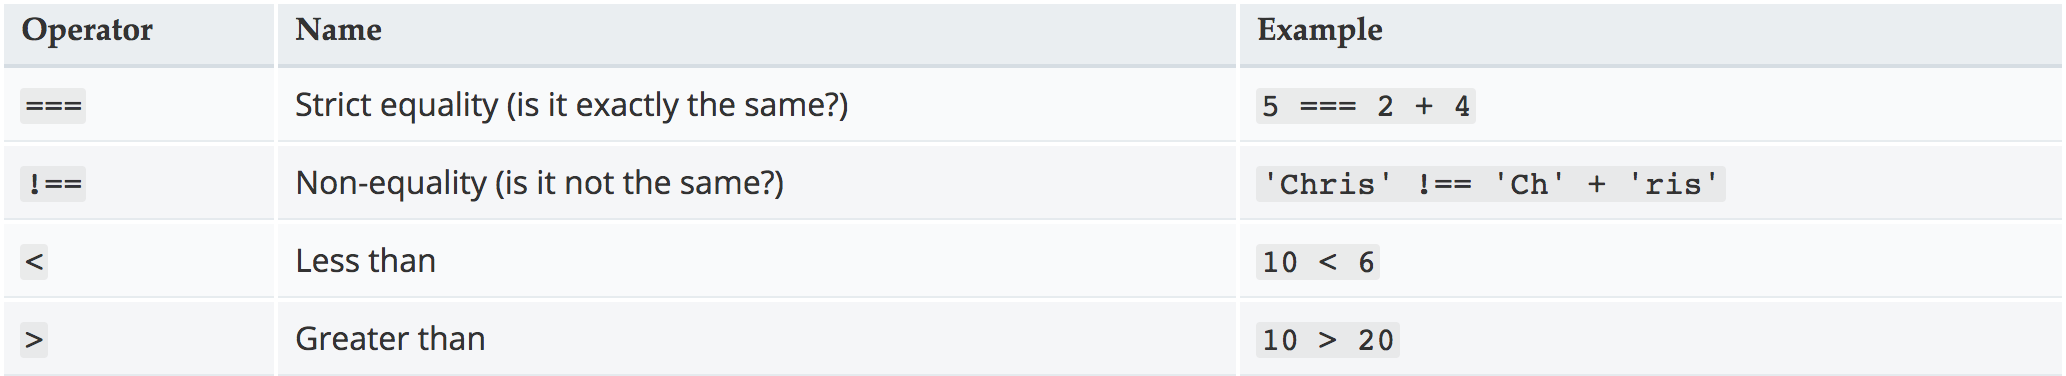 Operator Name Example
=== Strict equality (is it exactly the same?) 5 === 2 + 4
!== Non-equality (is it not the same?) 'Chris' !== 'Ch' + 'ris'
< Less than 10 < 6
> Greater than 10 > 20